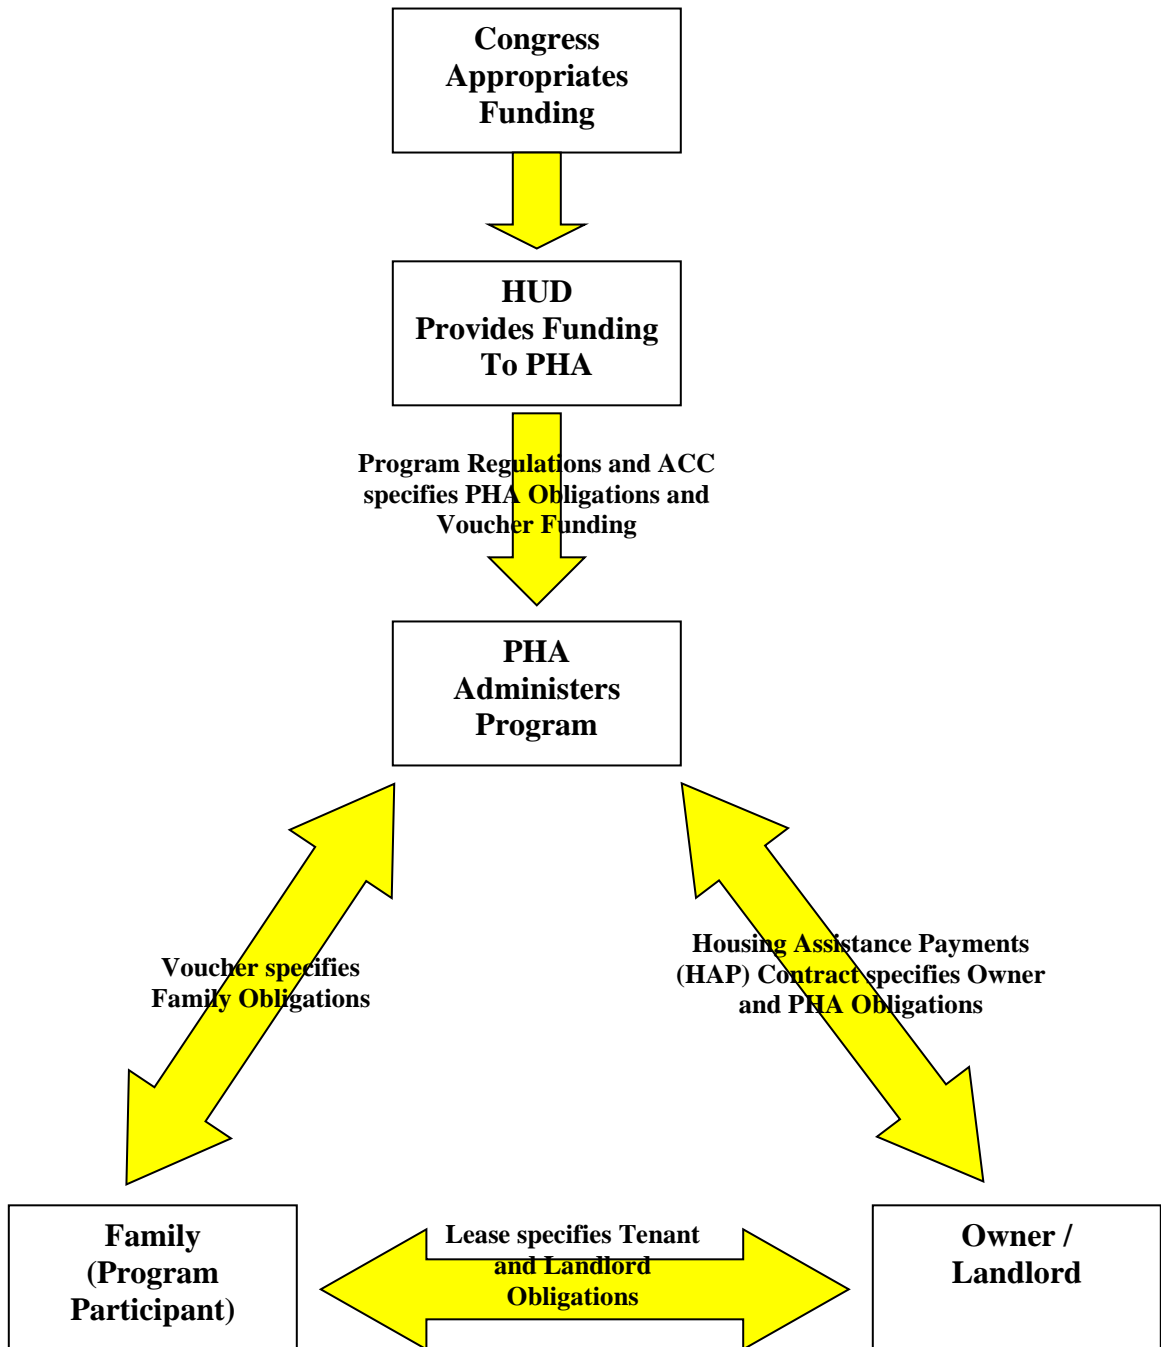 Congress
Appropriates
Funding
HUD
Provides Funding
To PHA
Program Regulations and ACC
specifies PHA Obligations and
Voucher Funding
PHA
Administers
Program
Voucher specifies
Family Obligations
Housing Assistance Payments
(HAP) Contract specifies Owner
and PHA Obligations
Family
(Program
Participant)
Lease specifies Tenant
and Landlord
Obligations
Owner /
Landlord